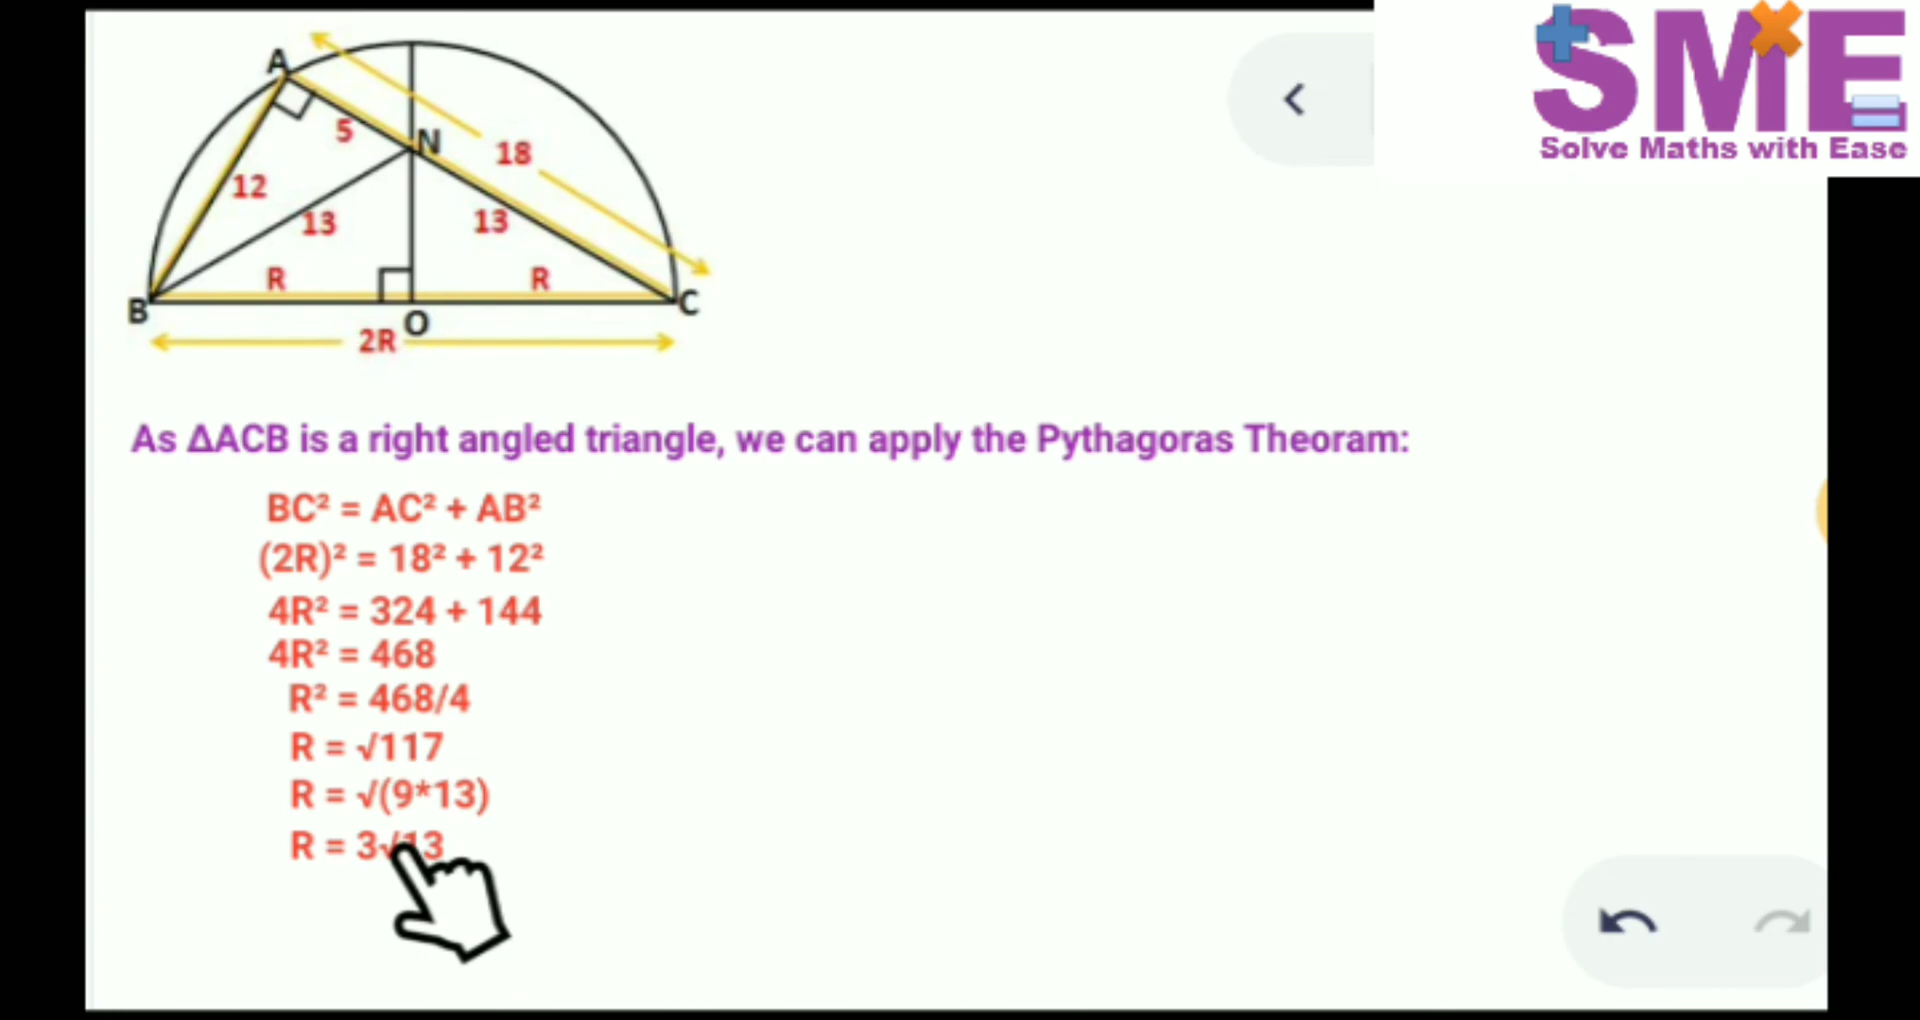 SME
Solve Maths with Ease
A
5
N
18
12
13
13
R
R
B
O
C
2R
As ΔACB is a right angled triangle, we can apply the Pythagoras Theoram:
BC² = AC² + AB²
(2R)² = 18² + 12²
4R² = 324 + 144
4R² = 468
R² = 468/4
R = √117
R = √(9*13)
R = 3√13